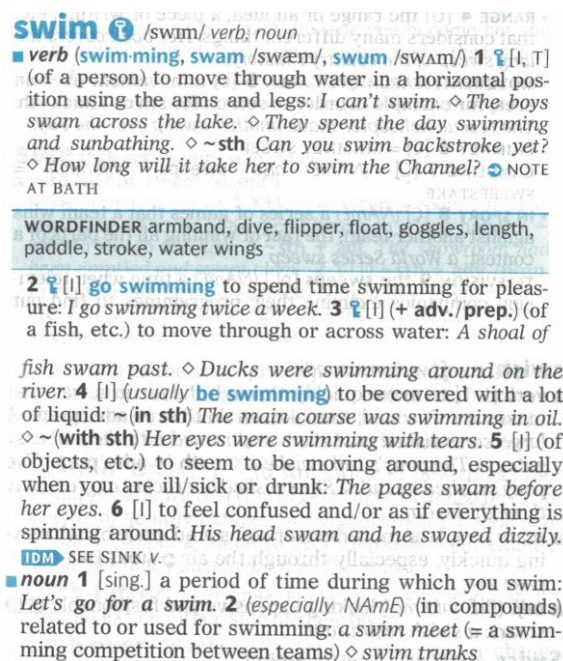 swim /swɪm/ verb, noun
■ verb (swim·ming, swam /swæm/, swum /swʌm/) 1 [I, T]
(of a person) to move through water in a horizontal pos-
ition using the arms and legs: I can't swim. ◇ The boys
swam across the lake. ◇ They spent the day swimming
and sunbathing. ◇ ~sth Can you swim backstroke yet?
◇ How long will it take her to swim the Channel? ➲ NOTE
AT BATH
WORDFINDER armband, dive, flipper, float, goggles, length,
paddle, stroke, water wings
2 [I] go swimming to spend time swimming for pleas-
ure: I go swimming twice a week. 3 [I] (+ adv./prep.) (of
a fish, etc.) to move through or across water: A shoal of
fish swam past. ◇ Ducks were swimming around on the
river. 4 [I] (usually be swimming) to be covered with a lot
of liquid: ~(in sth) The main course was swimming in oil.
◇ ~(with sth) Her eyes were swimming with tears. 5 [I] (of
objects, etc.) to seem to be moving around, especially
when you are ill/sick or drunk: The pages swam before
her eyes. 6 [I] to feel confused and/or as if everything is
spinning around: His head swam and he swayed dizzily.
IDM SEE SINK v.
■ noun 1 [sing.] a period of time during which you swim:
Let's go for a swim. 2 (especially NAmE) (in compounds)
related to or used for swimming: a swim meet (= a swim-
ming competition between teams) ◇ swim trunks